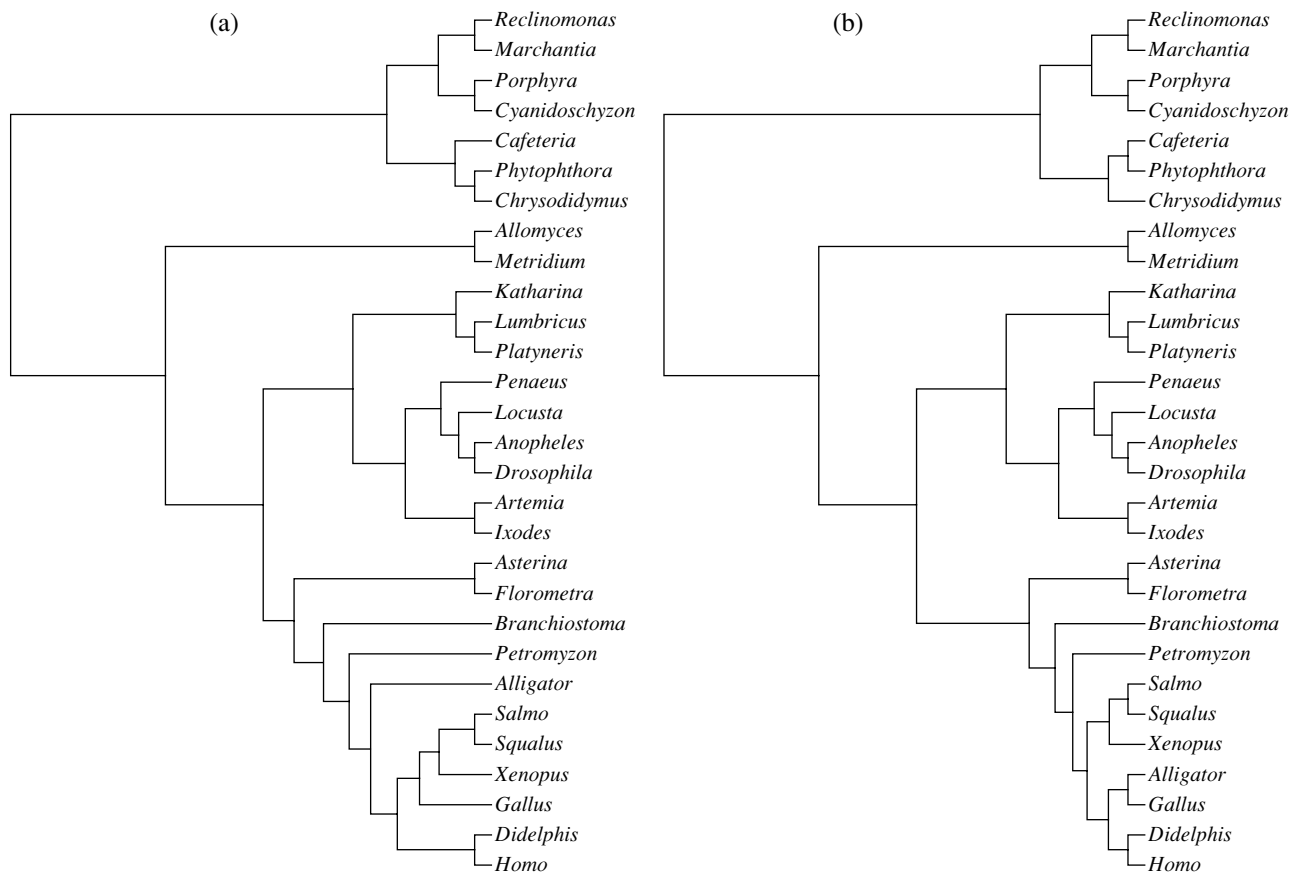 (a)
Reclinomonas
Marchantia
Porphyra
Cyanidoschyzon
Cafeteria
Phytophthora
Chrysodidymus
Allomyces
Metridium
Katharina
Lumbricus
Platyneris
Penaeus
Locusta
Anopheles
Drosophila
Artemia
Ixodes
Asterina
Florometra
Branchiostoma
Petromyzon
Alligator
Salmo
Squalus
Xenopus
Gallus
Didelphis
Homo
(b)
Reclinomonas
Marchantia
Porphyra
Cyanidoschyzon
Cafeteria
Phytophthora
Chrysodidymus
Allomyces
Metridium
Katharina
Lumbricus
Platyneris
Penaeus
Locusta
Anopheles
Drosophila
Artemia
Ixodes
Asterina
Florometra
Branchiostoma
Petromyzon
Salmo
Squalus
Xenopus
Alligator
Gallus
Didelphis
Homo